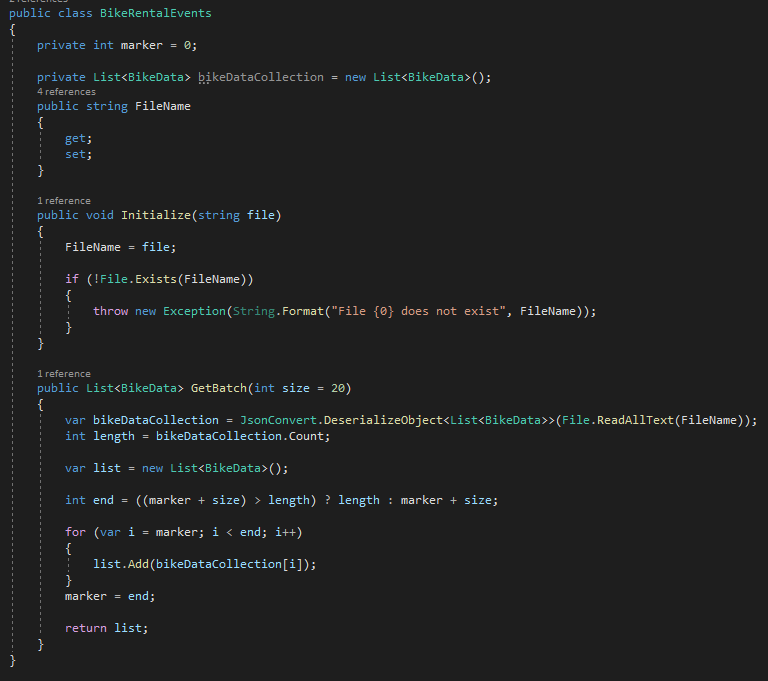 2 references
public class BikeRentalEvents
{
    private int marker = 0;
    private List<BikeData> bikeDataCollection = new List<BikeData>();
    4 references
    public string FileName
    {
        get;
        set;
    }
    1 reference
    public void Initialize(string file)
    {
        FileName = file;
        if (!File.Exists(FileName))
        {
            throw new Exception(String.Format("File {0} does not exist", FileName));
        }
    }
    1 reference
    public List<BikeData> GetBatch(int size = 20)
    {
        var bikeDataCollection = JsonConvert.DeserializeObject<List<BikeData>>(File.ReadAllText(FileName));
        int length = bikeDataCollection.Count;
        var list = new List<BikeData>();
        int end = ((marker + size) > length) ? length : marker + size;
        for (var i = marker; i < end; i++)
        {
            list.Add(bikeDataCollection[i]);
        }
        marker = end;
        return list;
    }
}